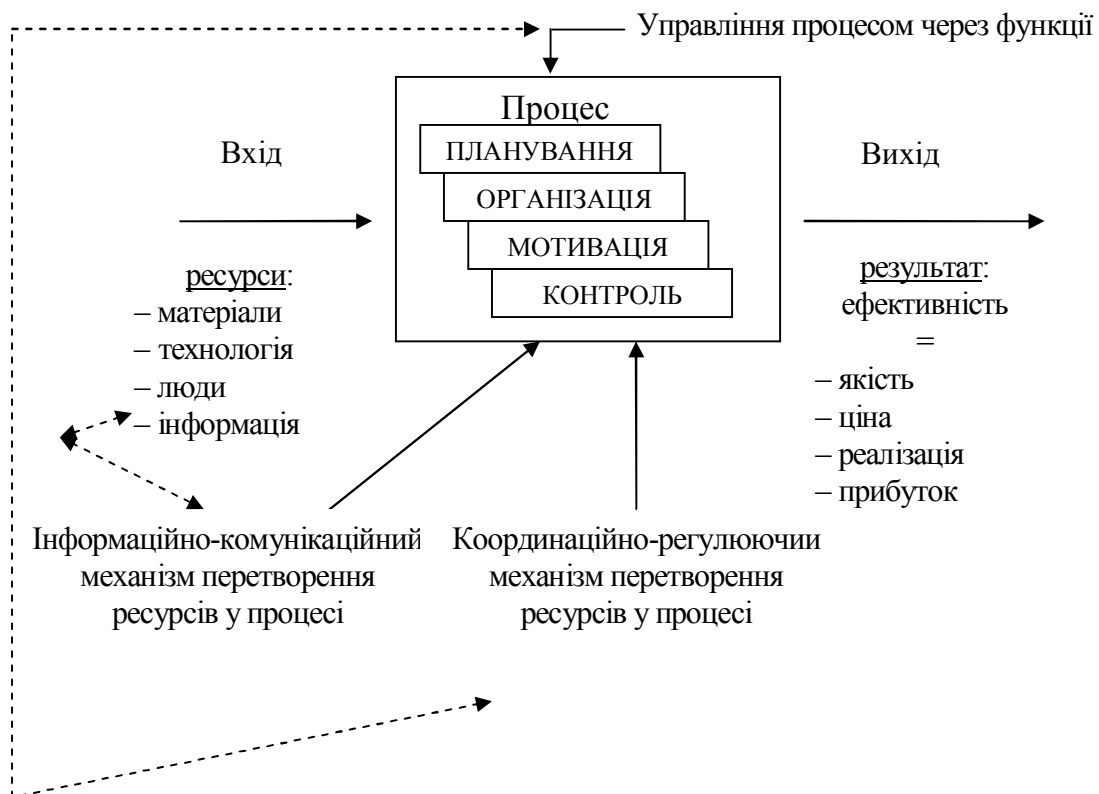 Управління процесом через функції
Процес
ПЛАНУВАННЯ
ОРГАНІЗАЦІЯ
МОТИВАЦІЯ
КОНТРОЛЬ
Вхід
ресурси:
– матеріали
– технологія
– люди
– інформація
Вихід
результат:
ефективність
=
– якість
– ціна
– реалізація
– прибуток
Інформаційно-комунікаційний
механізм перетворення
ресурсів у процесі
Координаційно-регулюючии
механізм перетворення
ресурсів у процесі